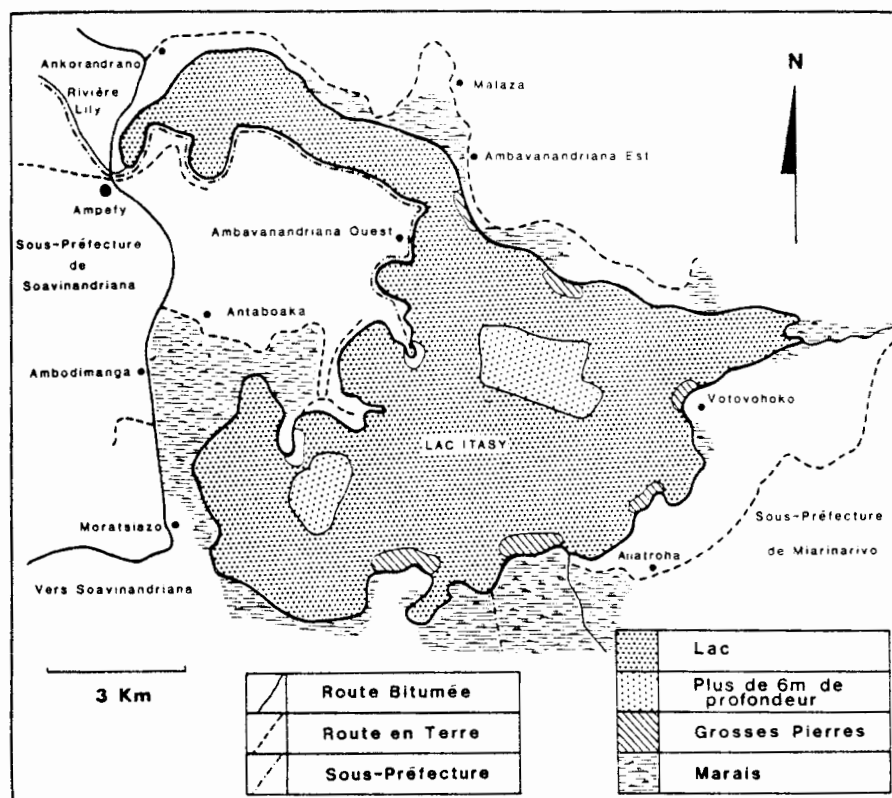 Ankorandrano
Rivière
Lily
Malaza
N
Ambavanandriana Est
Ampefy
Ambavanandriana Ouest
Sous-Préfecture
de
Soavinandriana
Antaboaka
Ambodimanga
Votovohoko
LAC ITASY
Moratsiazo
Sous-Préfecture
de Miarinarivo
Anatroha
Vers Soavinandriana
3 Km
Route Bitumée
Route en Terre
Sous-Préfecture
Lac
Plus de 6m de
profondeur
Grosses Pierres
Marais